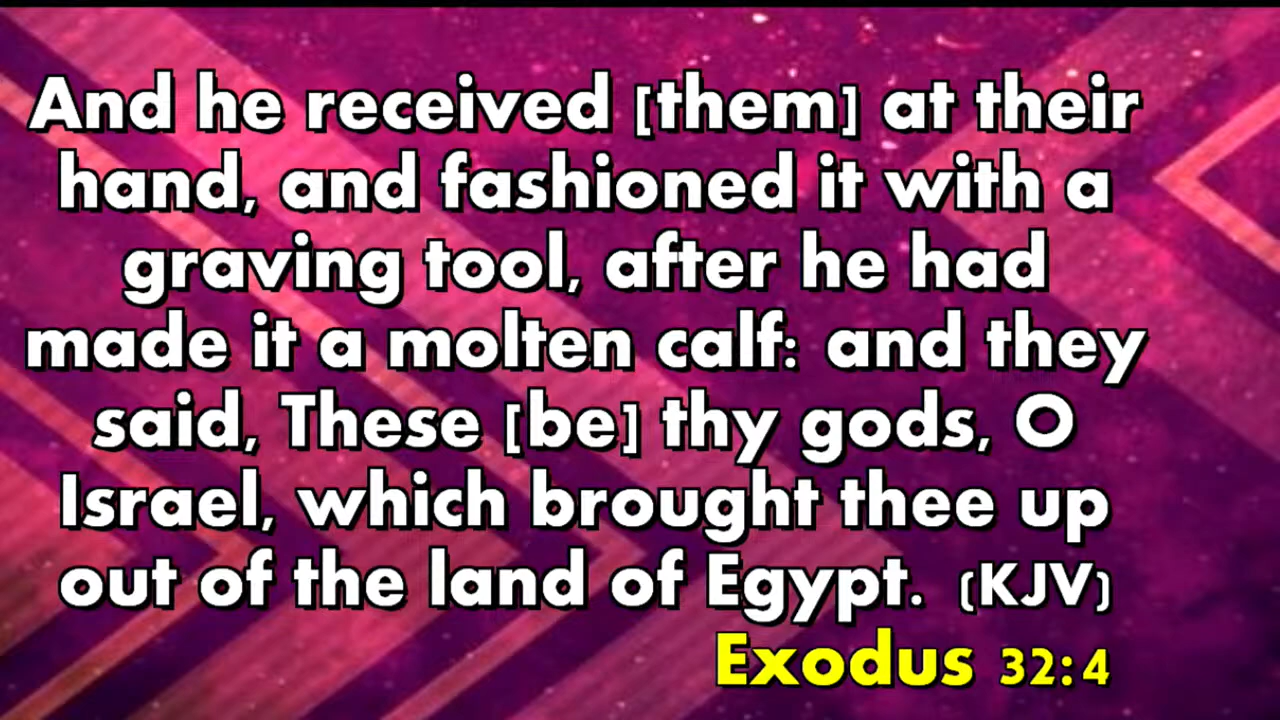 And he received [them] at their
hand, and fashioned it with a
graving tool, after he had
made it a molten calf: and they
said, These [be] thy gods, O
Israel, which brought thee up
out of the land of Egypt. (KJV)
Exodus 32:4